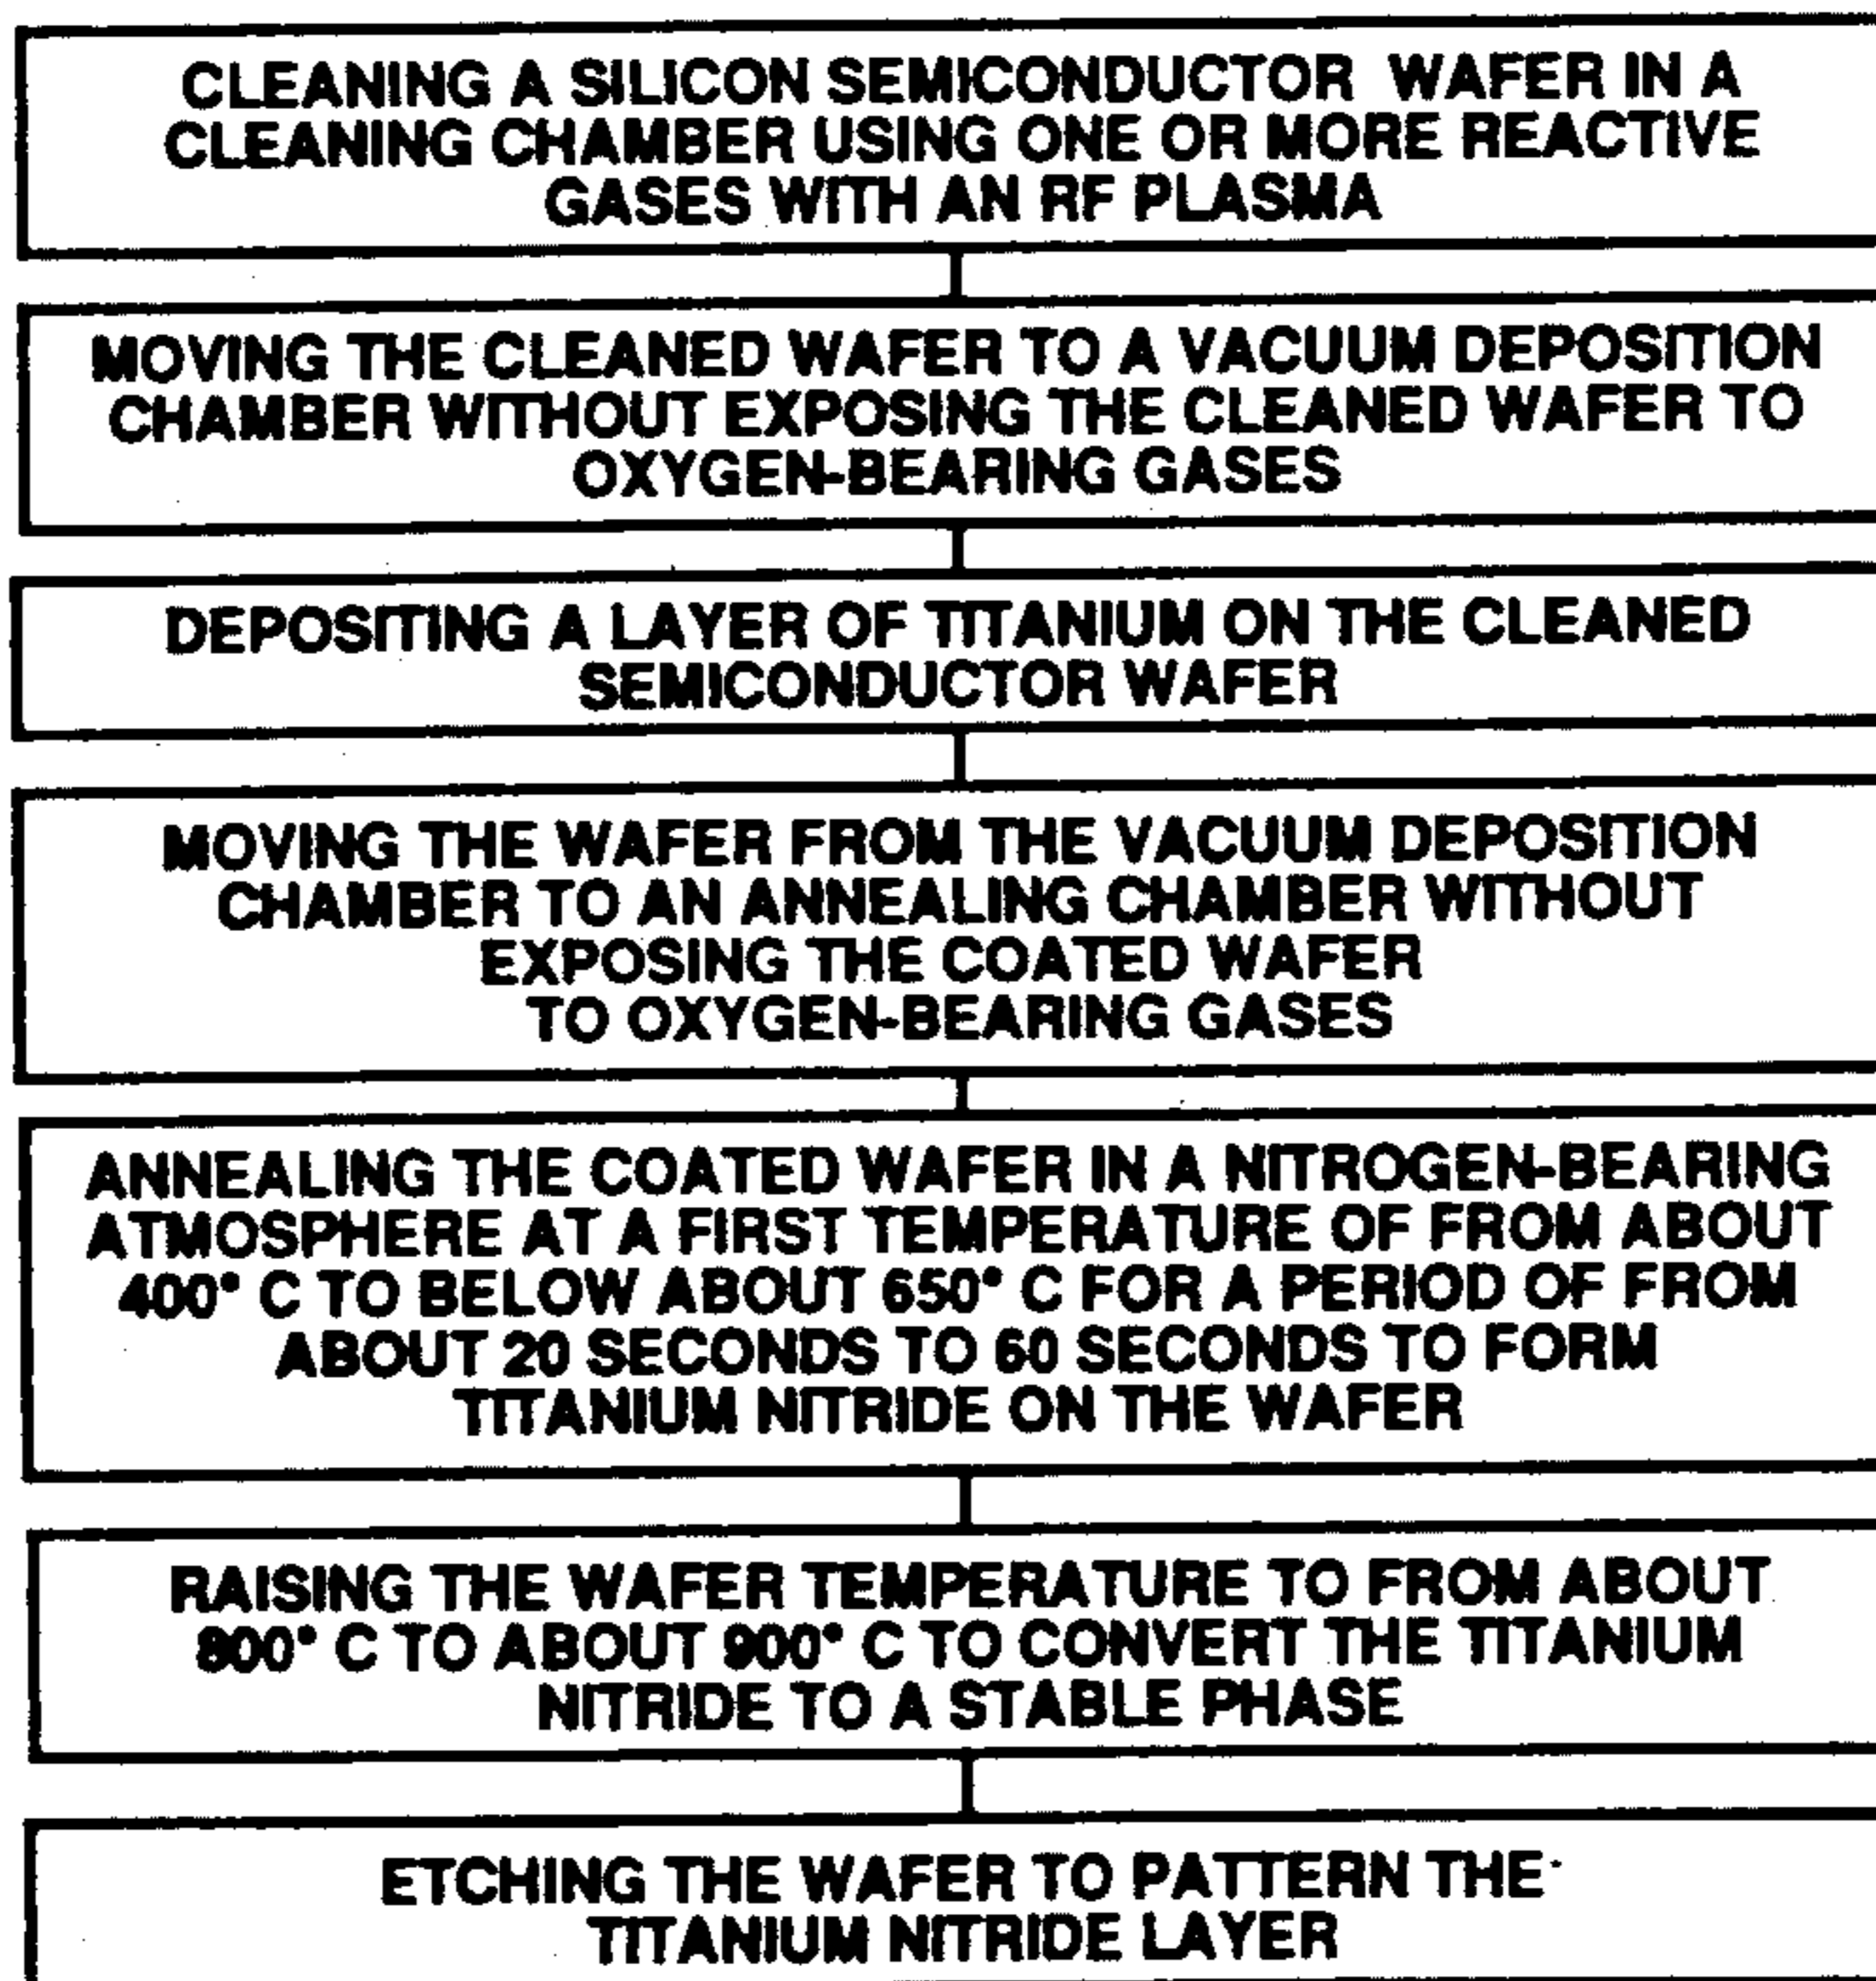 CLEANING A SILICON SEMICONDUCTOR WAFER IN A
CLEANING CHAMBER USING ONE OR MORE REACTIVE
GASES WITH AN RF PLASMA
MOVING THE CLEANED WAFER TO A VACUUM DEPOSITION
CHAMBER WITHOUT EXPOSING THE CLEANED WAFER TO
OXYGEN-BEARING GASES
DEPOSITING A LAYER OF TITANIUM ON THE CLEANED
SEMICONDUCTOR WAFER
MOVING THE WAFER FROM THE VACUUM DEPOSITION
CHAMBER TO AN ANNEALING CHAMBER WITHOUT
EXPOSING THE COATED WAFER
TO OXYGEN-BEARING GASES
ANNEALING THE COATED WAFER IN A NITROGEN-BEARING
ATMOSPHERE AT A FIRST TEMPERATURE OF FROM ABOUT
400° C TO BELOW ABOUT 650° C FOR A PERIOD OF FROM
ABOUT 20 SECONDS TO 60 SECONDS TO FORM
TITANIUM NITRIDE ON THE WAFER
RAISING THE WAFER TEMPERATURE TO FROM ABOUT
800° C TO ABOUT 900° C TO CONVERT THE TITANIUM
NITRIDE TO A STABLE PHASE
ETCHING THE WAFER TO PATTERN THE
TITANIUM NITRIDE LAYER